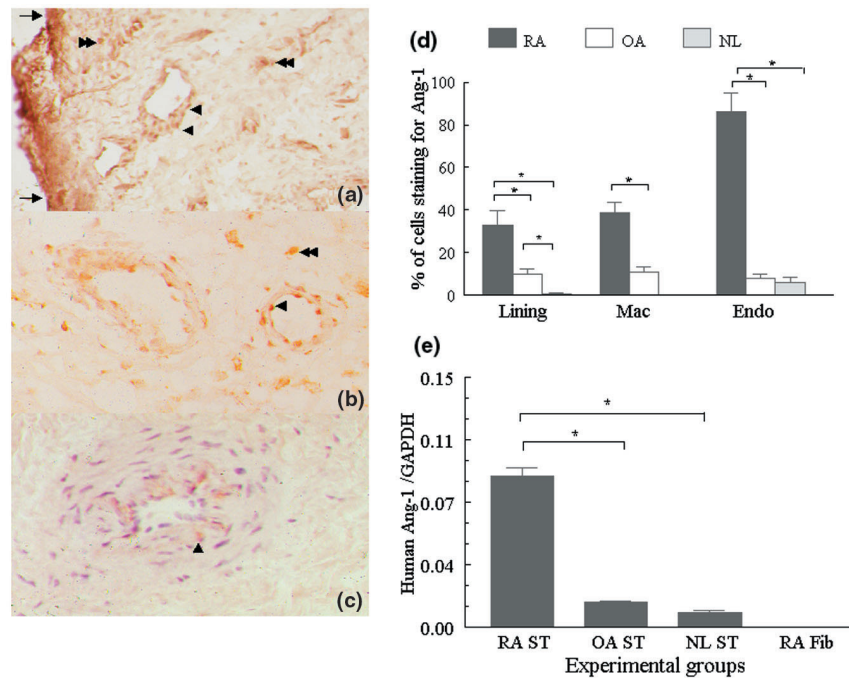 (a)
(b)
(c)
(d)
RA OA NL
% of cells staining for Ang-1
100
80
60
40
20
0
* * * * * *
Lining Mac Endo
(e)
Human Ang-1 /GAPDH
0.15
0.11
0.07
0.04
0.00
* *
RA ST OA ST NL ST RA Fib
Experimental groups